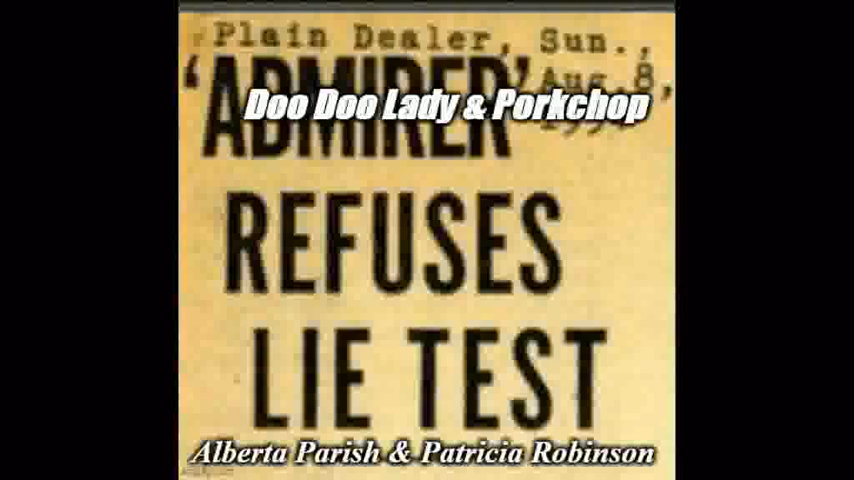 Plain Dealer, Sun.,
Aug.8,
'ADMIRER'
Doo Doo Lady & Porkchop
REFUSES
LIE TEST
Alberta Parish & Patricia Robinson